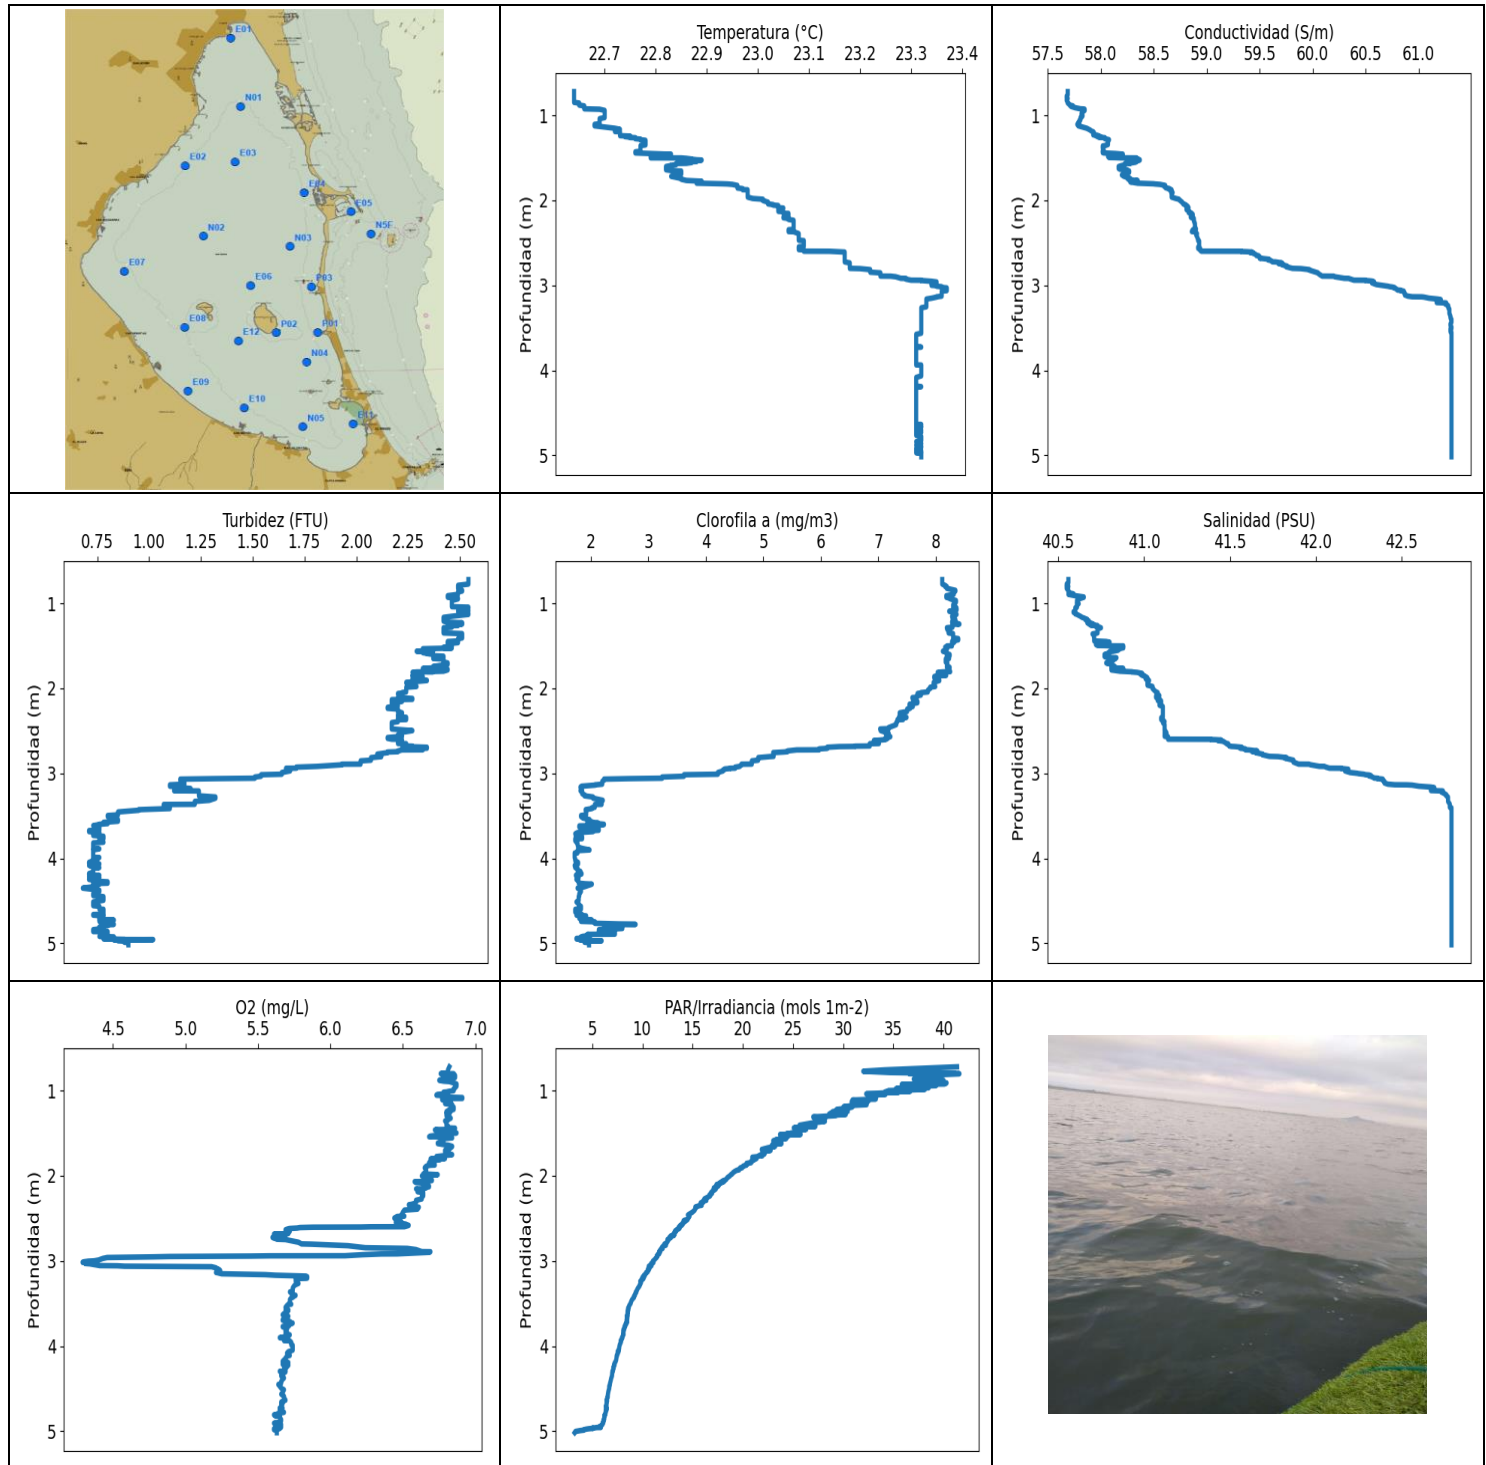 E01
N01
E02
E03
E04
E05
N5E
N02
N03
E07
E06
P03
E08
E12
P02
P01
N04
E09
E10
N05
E11
Temperatura (°C)
22.7 22.8 22.9 23.0 23.1 23.2 23.3 23.4
Profundidad (m)
1
2
3
4
5
Conductividad (S/m)
57.5 58.0 58.5 59.0 59.5 60.0 60.5 61.0
Profundidad (m)
1
2
3
4
5
Turbidez (FTU)
0.75 1.00 1.25 1.50 1.75 2.00 2.25 2.50
Profundidad (m)
1
2
3
4
5
Clorofila a (mg/m3)
2 3 4 5 6 7 8
Profundidad (m)
1
2
3
4
5
Salinidad (PSU)
40.5 41.0 41.5 42.0 42.5
Profundidad (m)
1
2
3
4
5
O2 (mg/L)
4.5 5.0 5.5 6.0 6.5 7.0
Profundidad (m)
1
2
3
4
5
PAR/Irradiancia (mols 1m-2)
5 10 15 20 25 30 35 40
Profundidad (m)
1
2
3
4
5